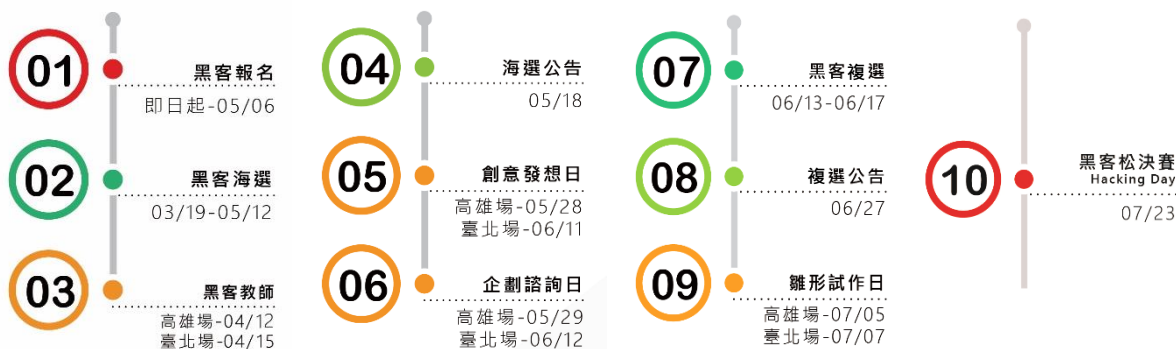 01
黑客報名
即日起-05/06
02
黑客海選
03/19-05/12
03
黑客教師
高雄場-04/12
臺北場-04/15
04
海選公告
05/18
05
創意發想日
高雄場-05/28
臺北場-06/11
06
企劃諮詢日
高雄場-05/29
臺北場-06/12
07
黑客複選
06/13-06/17
08
複選公告
06/27
09
雛形試作日
高雄場-07/05
臺北場-07/07
10
黑客松決賽
Hacking Day
07/23